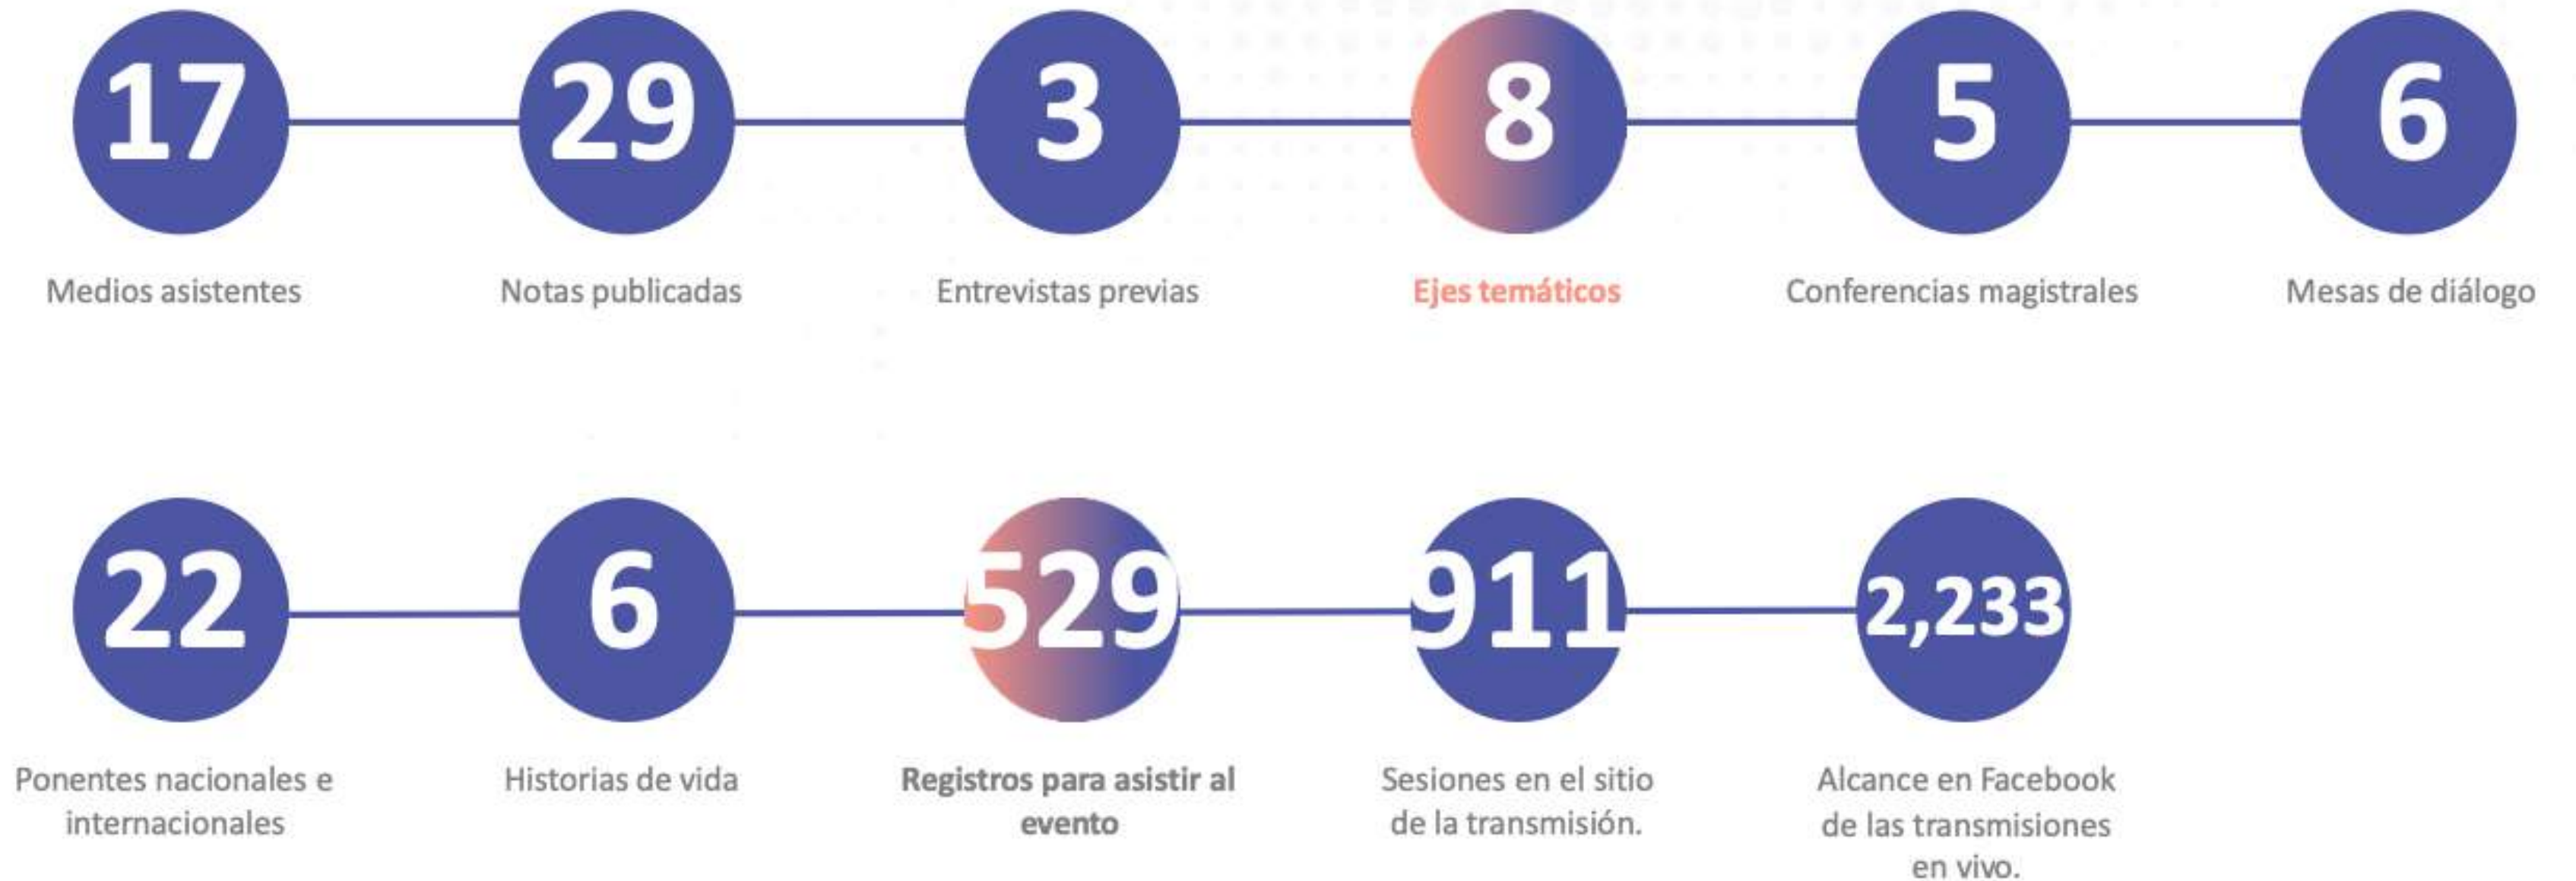 17
29
3
8
5
6
Medios asistentes
Notas publicadas
Entrevistas previas
Ejes temáticos
Conferencias magistrales
Mesas de diálogo
22
6
529
911
2,233
Ponentes nacionales e
internacionales
Historias de vida
Registros para asistir al
evento
Sesiones en el sitio
de la transmisión.
Alcance en Facebook
de las transmisiones
en vivo.